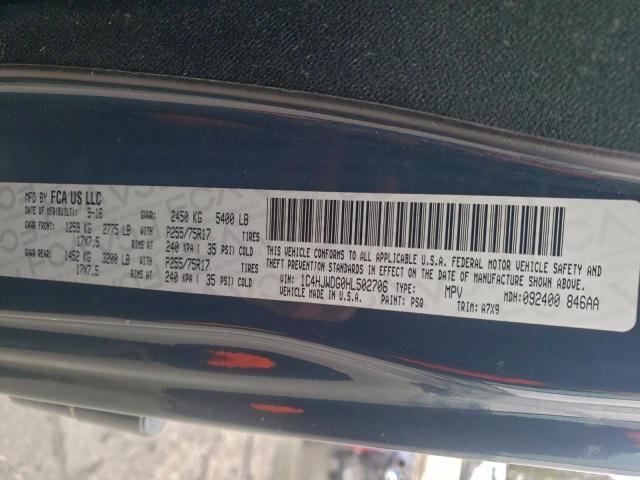 MFD BY FCA US LLC
DATE OF MFR(BUILT): 9-16 GVWR: 2450 KG 5400 LB
GAWR FRONT: 1259 KG 2775 LB WITH P255/75R17 TIRES
17X7.5 RIMS AT 240 KPA ( 35 PSI) COLD
GAWR REAR: 1452 KG 3200 LB WITH P255/75R17 TIRES
17X7.5 RIMS AT 240 KPA ( 35 PSI) COLD
THIS VEHICLE CONFORMS TO ALL APPLICABLE U.S.A. FEDERAL MOTOR VEHICLE SAFETY AND
THEFT PREVENTION STANDARDS IN EFFECT ON THE DATE OF MANUFACTURE SHOWN ABOVE.
VIN: 1C4HJWDG0HL502706 TYPE: MPV MDH: 092400 846AA
VEHICLE MADE IN U.S.A. PAINT: PSQ TRIM: A7X9